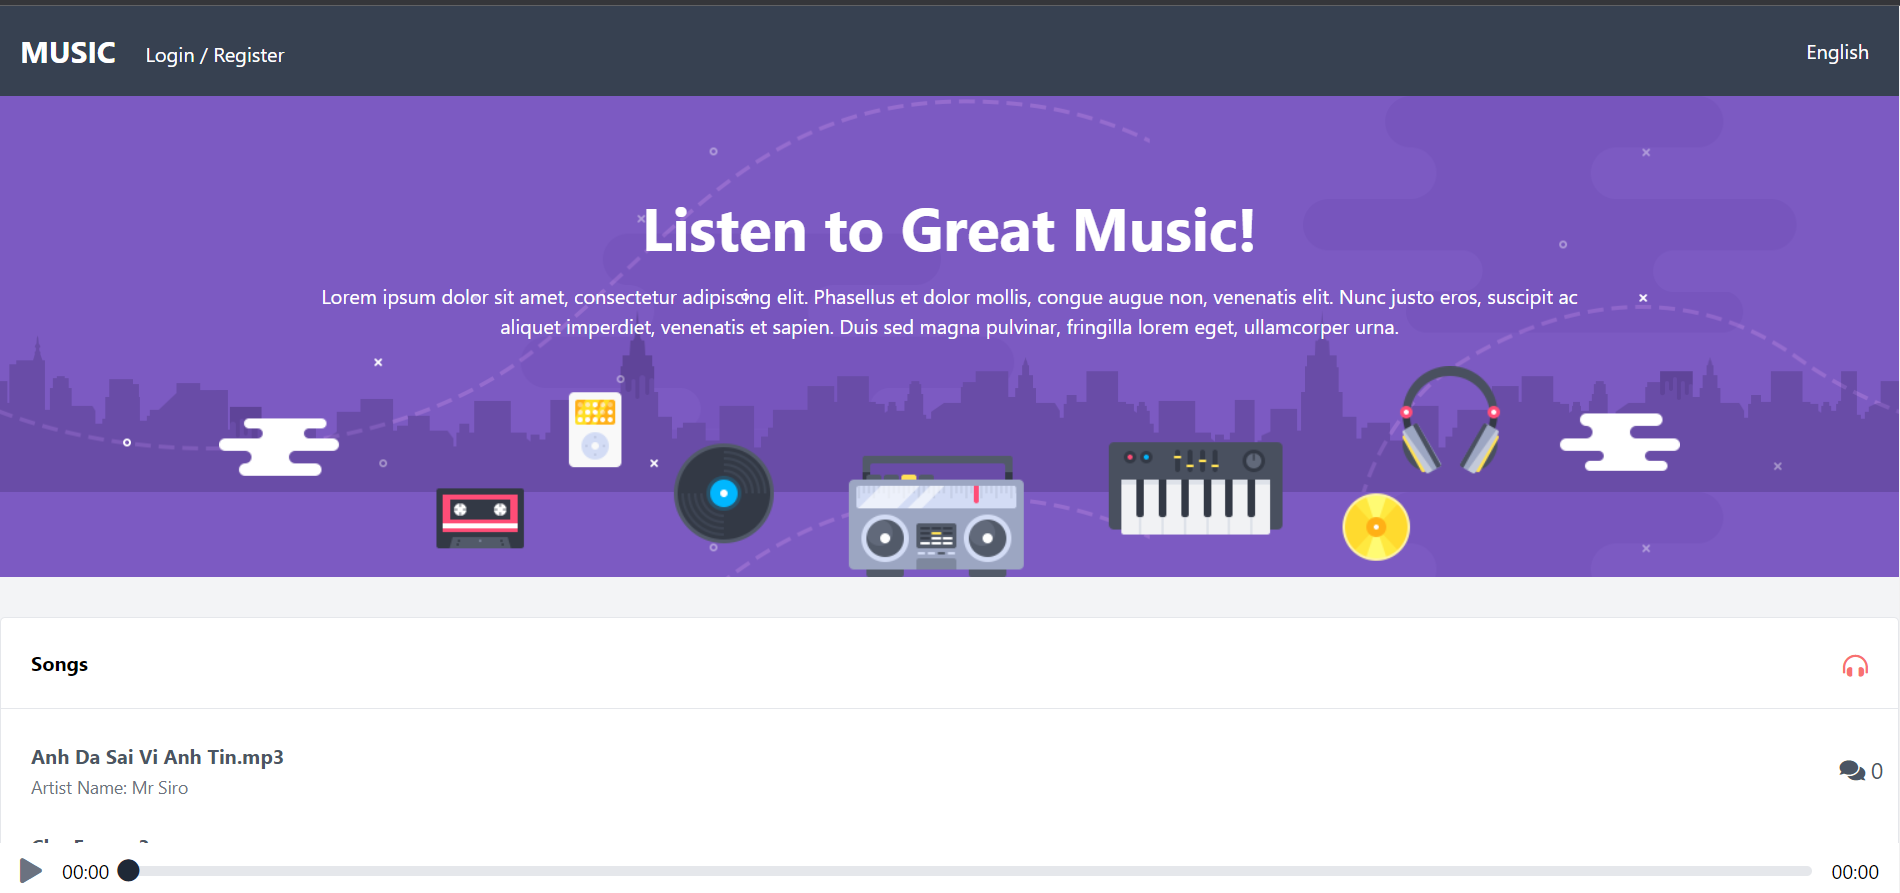 MUSIC Login / Register English
Listen to Great Music!
Lorem ipsum dolor sit amet, consectetur adipiscing elit. Phasellus et dolor mollis, congue augue non, venenatis elit. Nunc justo eros, suscipit ac
aliquet imperdiet, venenatis et sapien. Duis sed magna pulvinar, fringilla lorem eget, ullamcorper urna.
Songs
Anh Da Sai Vi Anh Tin.mp3
Artist Name: Mr Siro
0
00:00 00:00